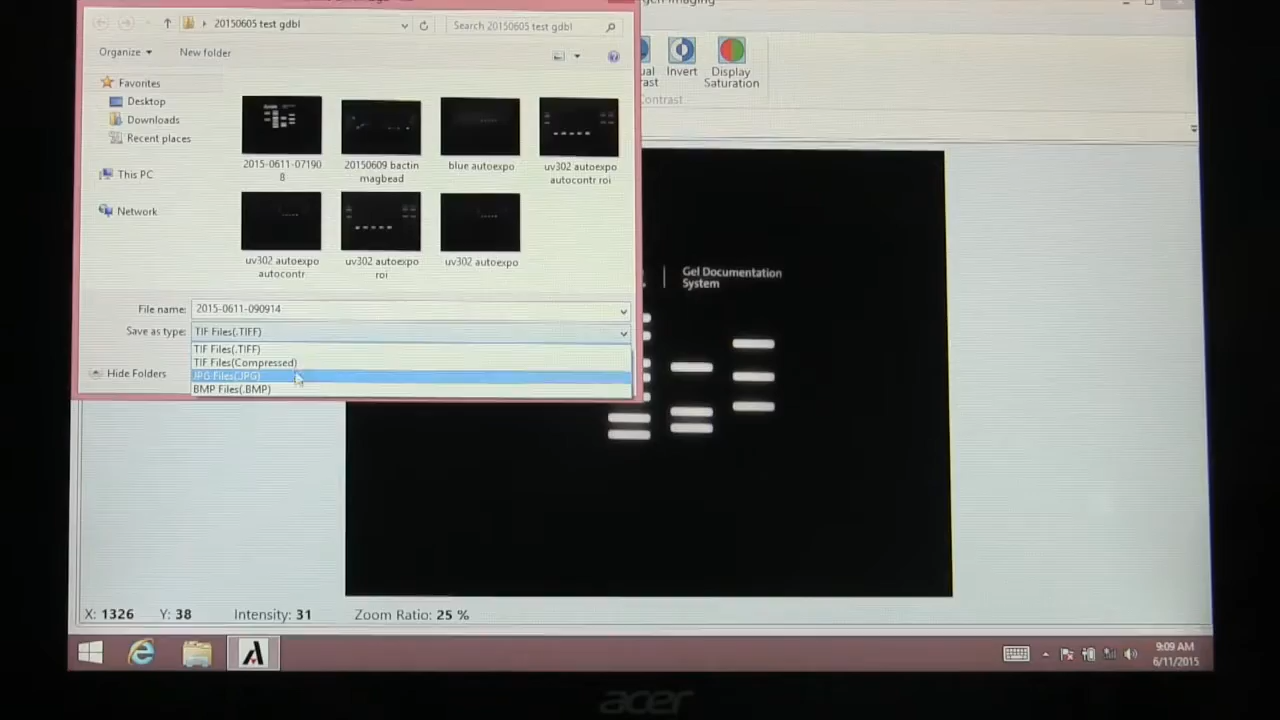 Imaging
20150605 test gdbl
Search 20150605 test gdbl
Organize
New folder
Invert
Display
Saturation
Favorites
Desktop
Downloads
Recent places
This PC
Network
2015-0611-07190
8
20150609 bactin
magbead
blue autoexpo
uv302 autoexpo
autocontr roi
uv302 autoexpo
autocontr
uv302 autoexpo
roi
uv302 autoexpo
Gel Documentation
System
File name: 2015-0611-090914
Save as type: TIF Files(.TIFF)
TIF Files(.TIFF)
TIF Files(Compressed)
JPG Files(.JPG)
BMP Files(.BMP)
Hide Folders
X: 1326 Y: 38 Intensity: 31 Zoom Ratio: 25 %
9:09 AM
6/11/2015
acer